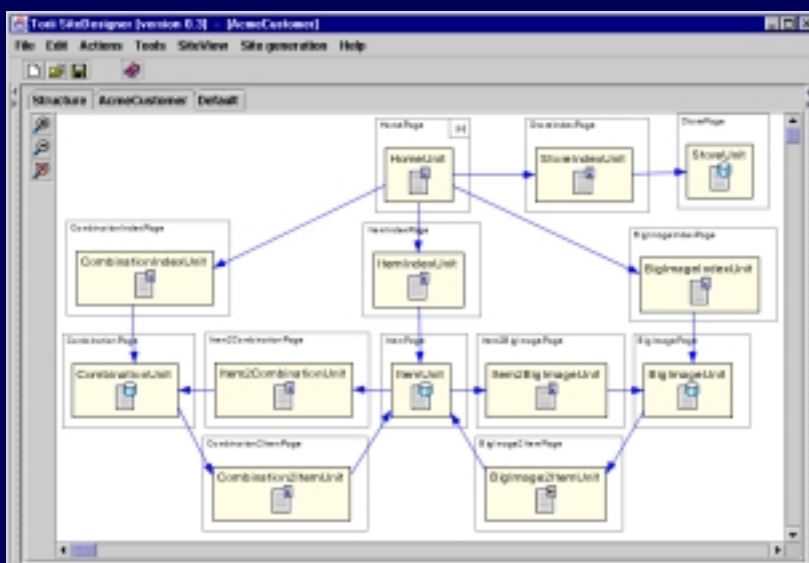 Torii SiteDesigner [version 0.3] - [AcmeCustomer]
File Edit Actions Tools SiteView Site generation Help
Structure AcmeCustomer Default
HomePage H StoreIndexPage StorePage
HomeUnit StoreIndexUnit StoreUnit
CombinationIndexPage ItemIndexPage BigImageIndexPage
CombinationIndexUnit ItemIndexUnit BigImageIndexUnit
CombinationPage Item2CombinationPage ItemPage Item2BigImagePage BigImagePage
CombinationUnit Item2CombinationUnit ItemUnit Item2BigImageUnit BigImageUnit
Combination2ItemPage BigImage2ItemPage
Combination2ItemUnit BigImage2ItemUnit